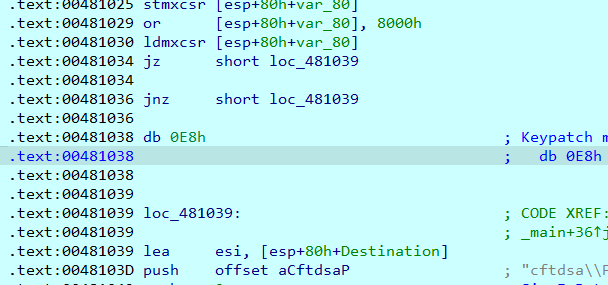 .text:00481025 stmxcsr [esp+80h+var_80]
.text:00481029 or [esp+80h+var_80], 8000h
.text:00481030 ldmxcsr [esp+80h+var_80]
.text:00481034 jz short loc_481039
.text:00481034
.text:00481036 jnz short loc_481039
.text:00481036
.text:00481038 db 0E8h ; Keypatch m
.text:00481038 ; db 0E8h
.text:00481038
.text:00481039
.text:00481039 loc_481039: ; CODE XREF:
.text:00481039 ; _main+36↑j
.text:00481039 lea esi, [esp+80h+Destination]
.text:0048103D push offset aCftdsaP ; "cftdsa\\F